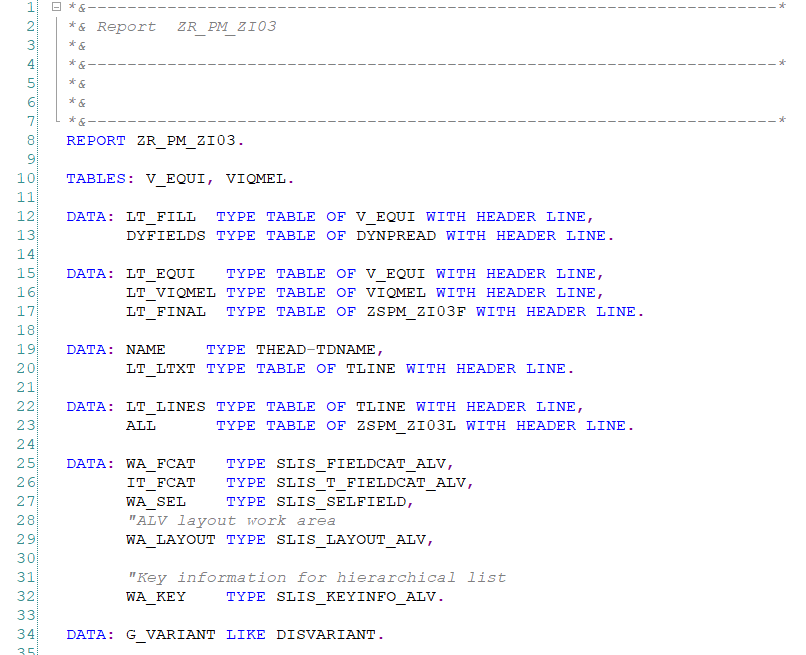 1 *&---------------------------------------------------------------------*
2 *& Report  ZR_PM_ZI03
3 *&
4 *&---------------------------------------------------------------------*
5 *&
6 *&
7 *&---------------------------------------------------------------------*
8 REPORT ZR_PM_ZI03.
9
10 TABLES: V_EQUI, VIQMEL.
11
12 DATA: LT_FILL  TYPE TABLE OF V_EQUI WITH HEADER LINE,
13       DYFIELDS TYPE TABLE OF DYNPREAD WITH HEADER LINE.
14
15 DATA: LT_EQUI   TYPE TABLE OF V_EQUI WITH HEADER LINE,
16       LT_VIQMEL TYPE TABLE OF VIQMEL WITH HEADER LINE,
17       LT_FINAL  TYPE TABLE OF ZSPM_ZI03F WITH HEADER LINE.
18
19 DATA: NAME    TYPE THEAD-TDNAME,
20       LT_LTXT TYPE TABLE OF TLINE WITH HEADER LINE.
21
22 DATA: LT_LINES TYPE TABLE OF TLINE WITH HEADER LINE,
23       ALL      TYPE TABLE OF ZSPM_ZI03L WITH HEADER LINE.
24
25 DATA: WA_FCAT   TYPE SLIS_FIELDCAT_ALV,
26       IT_FCAT   TYPE SLIS_T_FIELDCAT_ALV,
27       WA_SEL    TYPE SLIS_SELFIELD,
28       "ALV layout work area
29       WA_LAYOUT TYPE SLIS_LAYOUT_ALV,
30
31       "Key information for hierarchical list
32       WA_KEY    TYPE SLIS_KEYINFO_ALV.
33
34 DATA: G_VARIANT LIKE DISVARIANT.
35